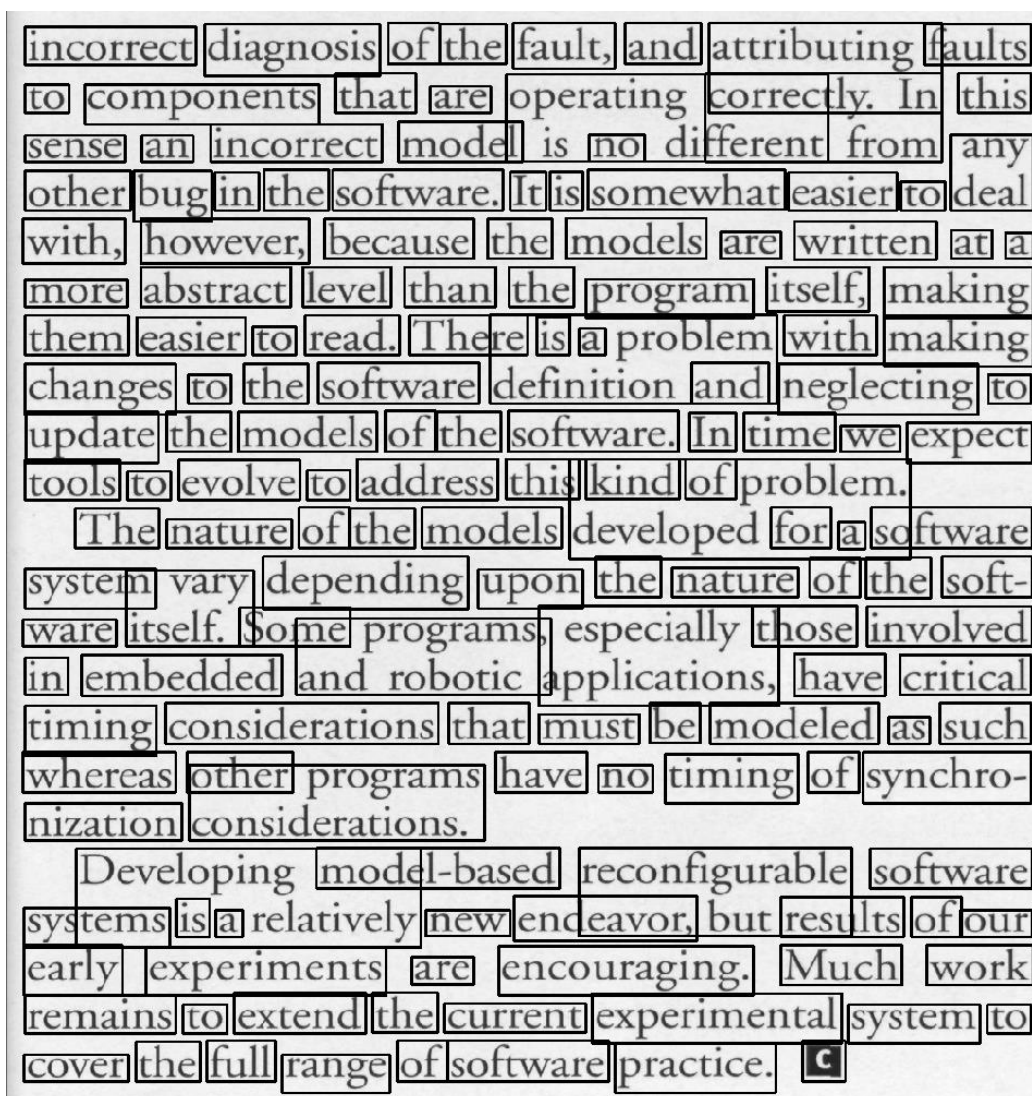 incorrect diagnosis of the fault, and attributing faults
to components that are operating correctly. In this
sense an incorrect model is no different from any
other bug in the software. It is somewhat easier to deal
with, however, because the models are written at a
more abstract level than the program itself, making
them easier to read. There is a problem with making
changes to the software definition and neglecting to
update the models of the software. In time we expect
tools to evolve to address this kind of problem.
The nature of the models developed for a software
system vary depending upon the nature of the soft-
ware itself. Some programs, especially those involved
in embedded and robotic applications, have critical
timing considerations that must be modeled as such
whereas other programs have no timing of synchro-
nization considerations.
Developing model-based reconfigurable software
systems is a relatively new endeavor, but results of our
early experiments are encouraging. Much work
remains to extend the current experimental system to
cover the full range of software practice. C